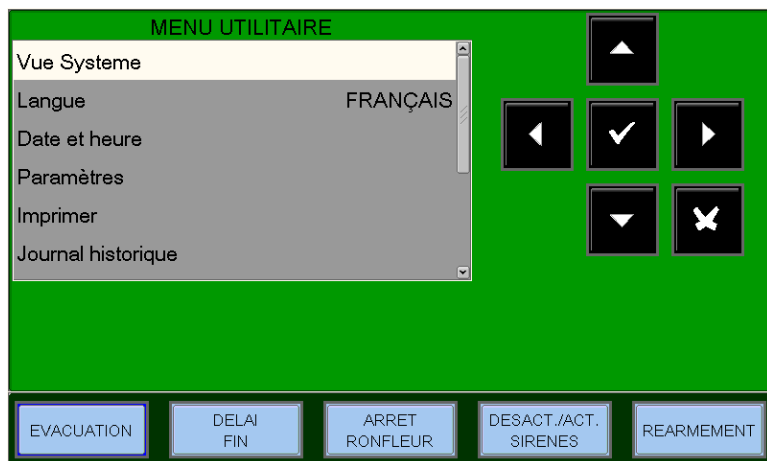 MENU UTILITAIRE
Vue Systeme
Langue FRANÇAIS
Date et heure
Paramètres
Imprimer
Journal historique
EVACUATION
DELAI
FIN
ARRET
RONFLEUR
DESACT./ACT.
SIRENES
REARMEMENT